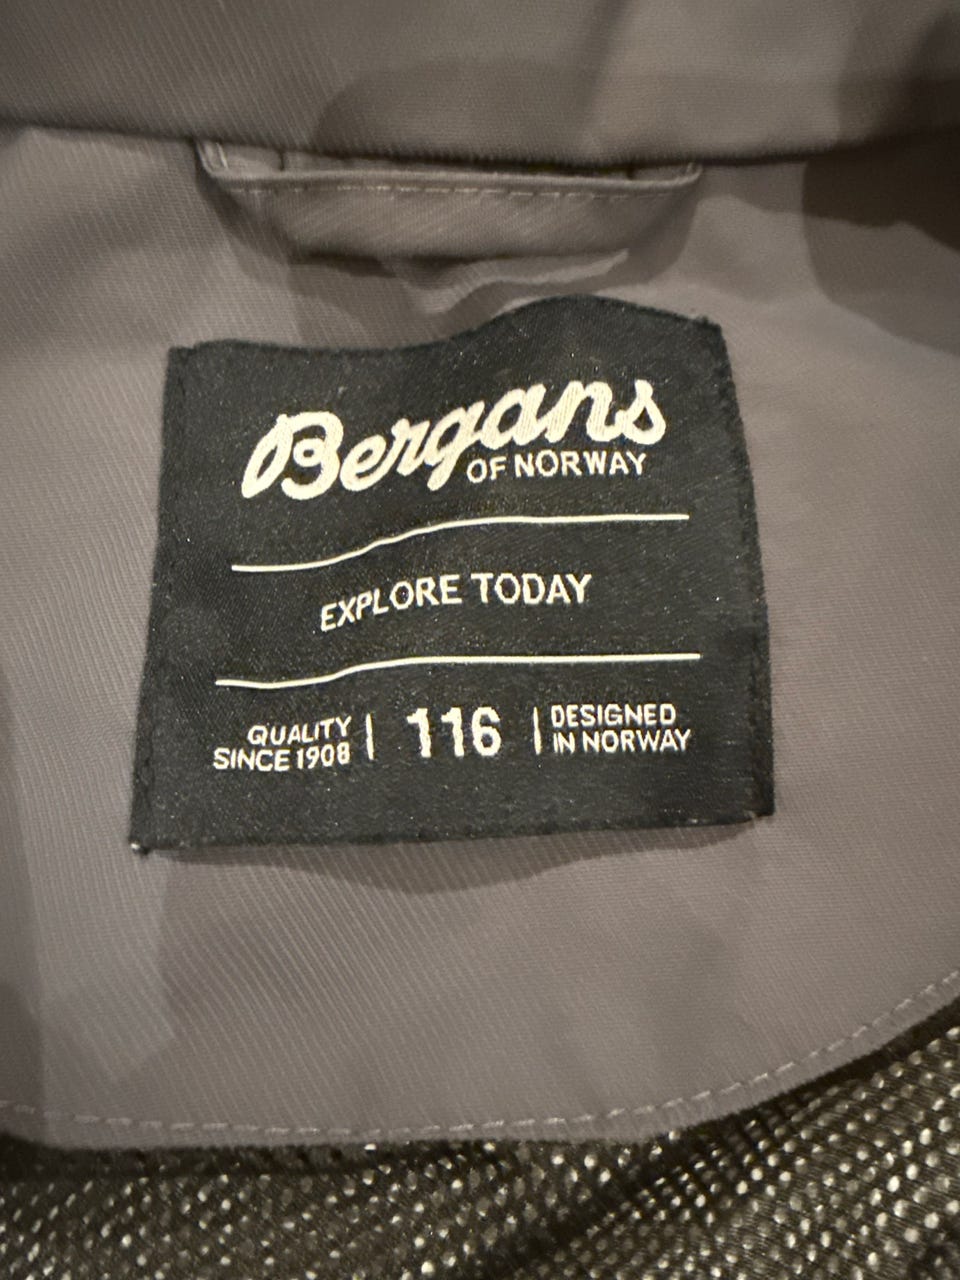 Bergans
OF NORWAY
EXPLORE TODAY
QUALITY
SINCE 1908
116
DESIGNED
IN NORWAY